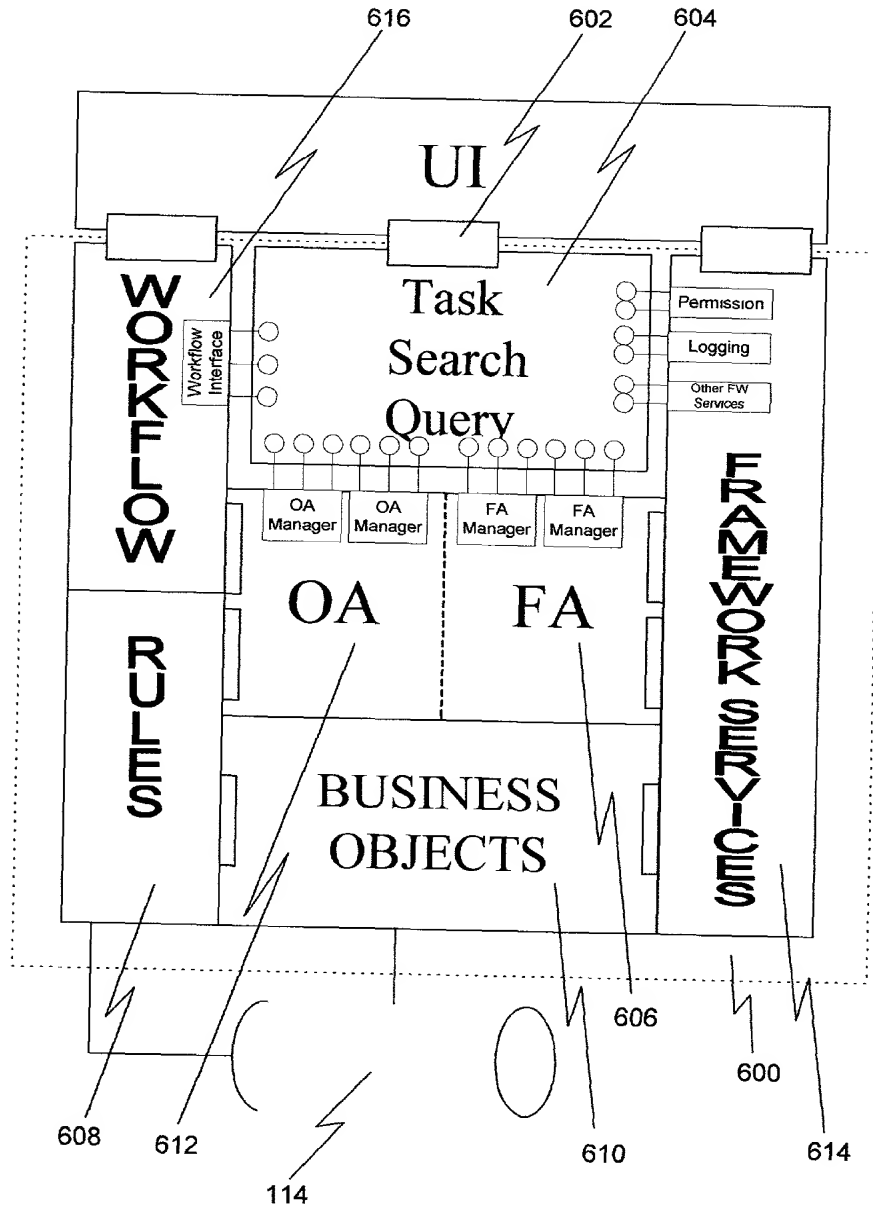 616
602
604
UI
WORKFLOW
Workflow
Interface
Task
Search
Query
Permission
Logging
Other FW
Services
OA
Manager
OA
Manager
FA
Manager
FA
Manager
OA
FA
RULES
FRAMEWORK SERVICES
BUSINESS
OBJECTS
606
600
608
612
610
614
114